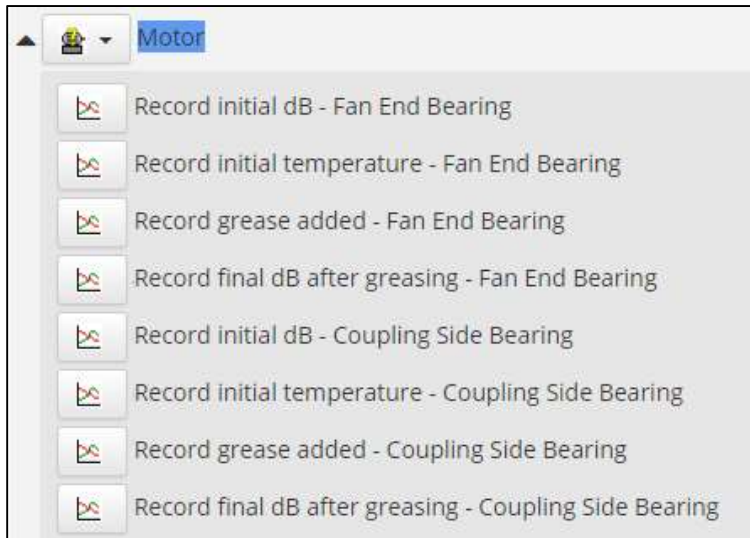 Motor
Record initial dB - Fan End Bearing
Record initial temperature - Fan End Bearing
Record grease added - Fan End Bearing
Record final dB after greasing - Fan End Bearing
Record initial dB - Coupling Side Bearing
Record initial temperature - Coupling Side Bearing
Record grease added - Coupling Side Bearing
Record final dB after greasing - Coupling Side Bearing